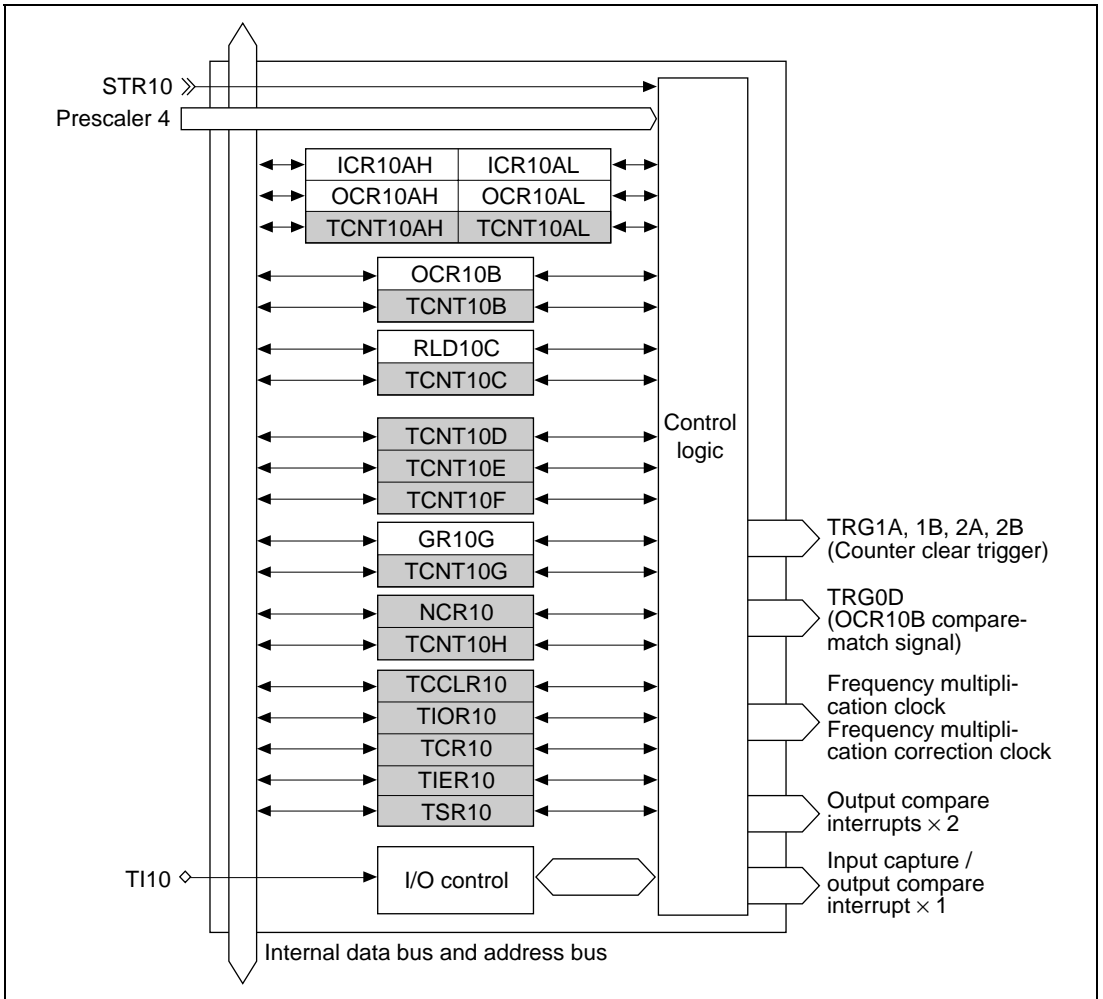 STR10
Prescaler 4
ICR10AH ICR10AL
OCR10AH OCR10AL
TCNT10AH TCNT10AL
OCR10B
TCNT10B
RLD10C
TCNT10C
TCNT10D
TCNT10E
TCNT10F
GR10G
TCNT10G
NCR10
TCNT10H
TCCLR10
TIOR10
TCR10
TIER10
TSR10
TI10
I/O control
Control
logic
TRG1A, 1B, 2A, 2B
(Counter clear trigger)
TRG0D
(OCR10B compare-
match signal)
Frequency multipli-
cation clock
Frequency multipli-
cation correction clock
Output compare
interrupts × 2
Input capture /
output compare
interrupt × 1
Internal data bus and address bus